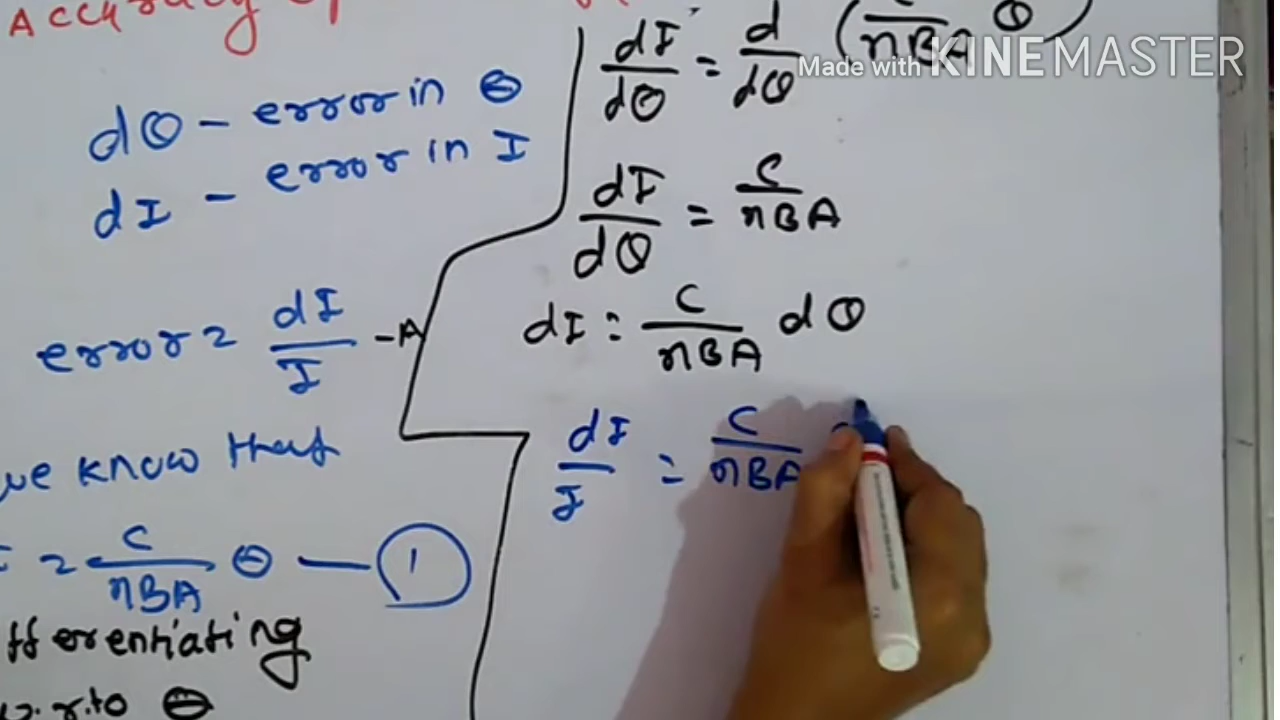 Accuracy
dθ - error in θ
dI - error in I
error = dI/I - A
we know that
= C/nBA θ — ①
fferentiating
w.r.to θ
dI/dθ = d/dθ (C/nBA θ)
Made with KINEMASTER
dI/dθ = C/nBA
dI = C/nBA dθ
dI/I = C/nBA